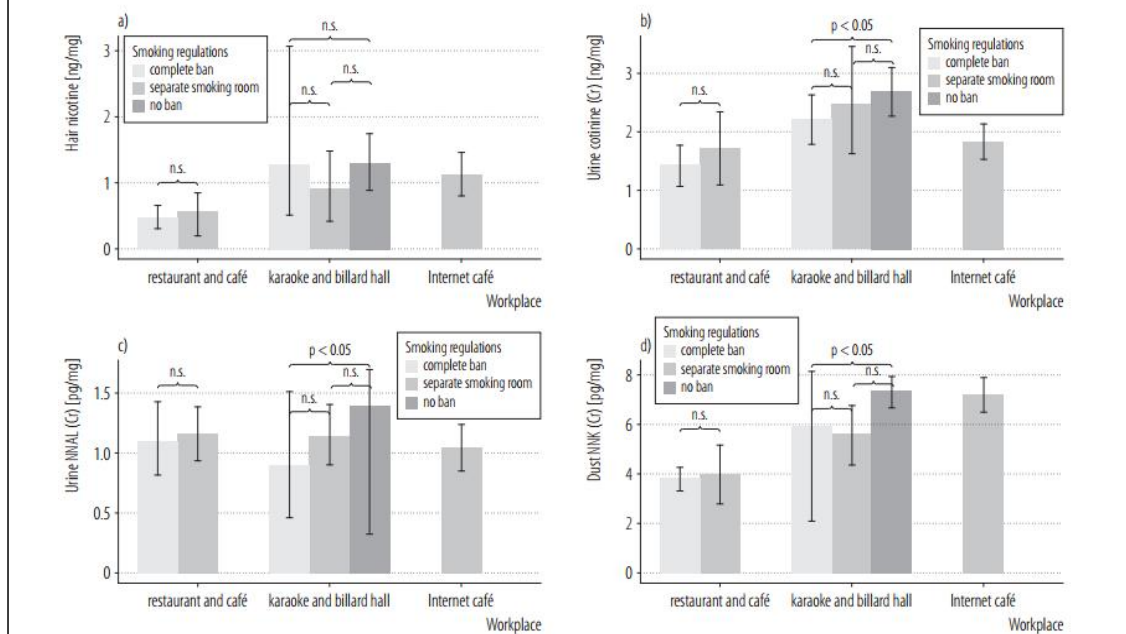 a)
Hair nicotine [ng/mg]
3
2
1
0
Smoking regulations
complete ban
separate smoking room
no ban
n.s.
n.s.
n.s.
n.s.
restaurant and café
karaoke and billard hall
Internet café
Workplace
b)
Urine cotinine (Cr) [ng/mg]
3
2
1
0
Smoking regulations
complete ban
separate smoking room
no ban
p < 0.05
n.s.
n.s.
n.s.
restaurant and café
karaoke and billard hall
Internet café
Workplace
c)
Urine NNAL (Cr) [pg/mg]
1.5
1.0
0.5
0
Smoking regulations
complete ban
separate smoking room
no ban
p < 0.05
n.s.
n.s.
n.s.
restaurant and café
karaoke and billard hall
Internet café
Workplace
d)
Dust NNK (Cr) [pg/mg]
8
6
4
2
0
Smoking regulations
complete ban
separate smoking room
no ban
p < 0.05
n.s.
n.s.
n.s.
restaurant and café
karaoke and billard hall
Internet café
Workplace